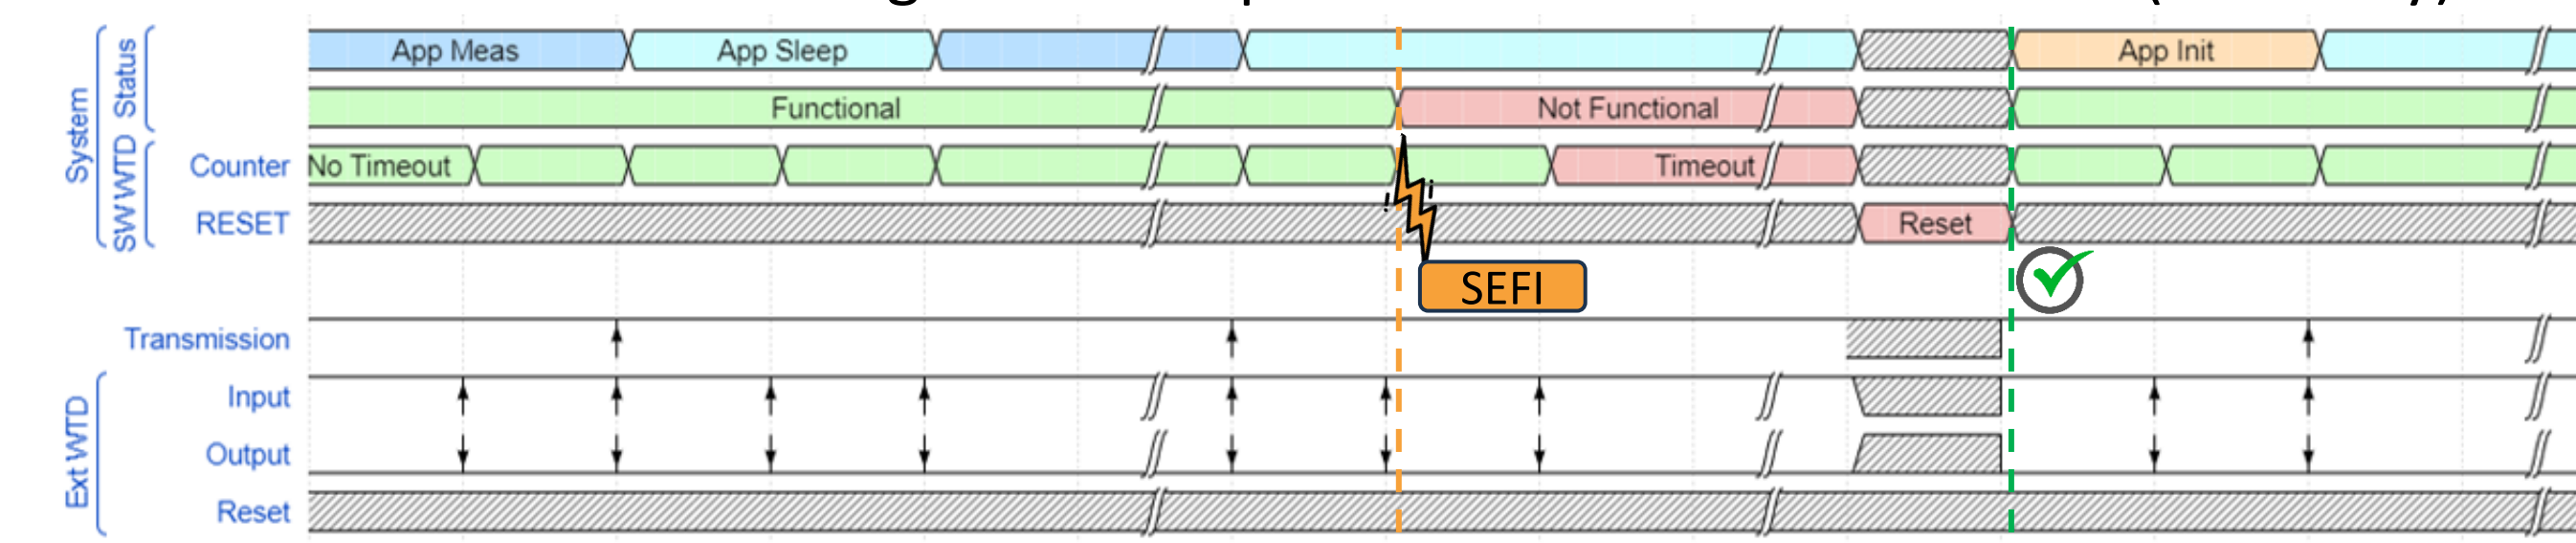 System
Status
App Meas
App Sleep
App Init
Functional
Not Functional
SW WTD
Counter
No Timeout
Timeout
RESET
Reset
SEFI
Transmission
Ext WTD
Input
Output
Reset